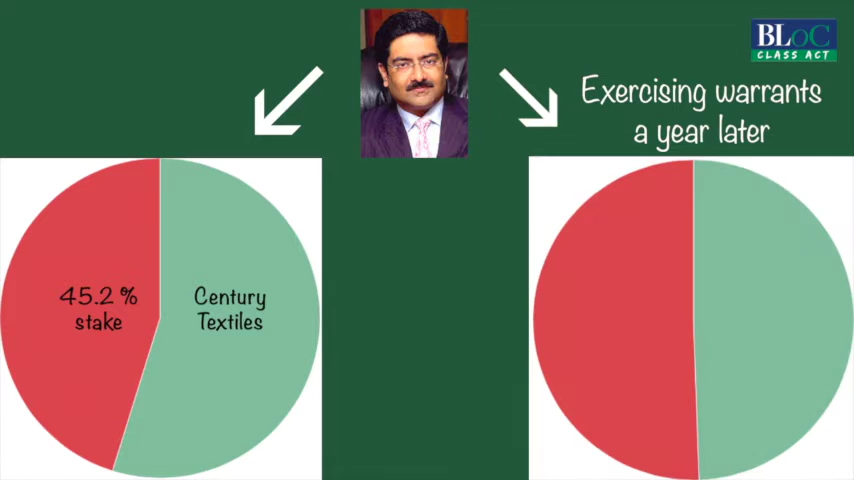 BLOC
CLASS ACT
Exercising warrants
a year later
45.2 %
stake
Century
Textiles